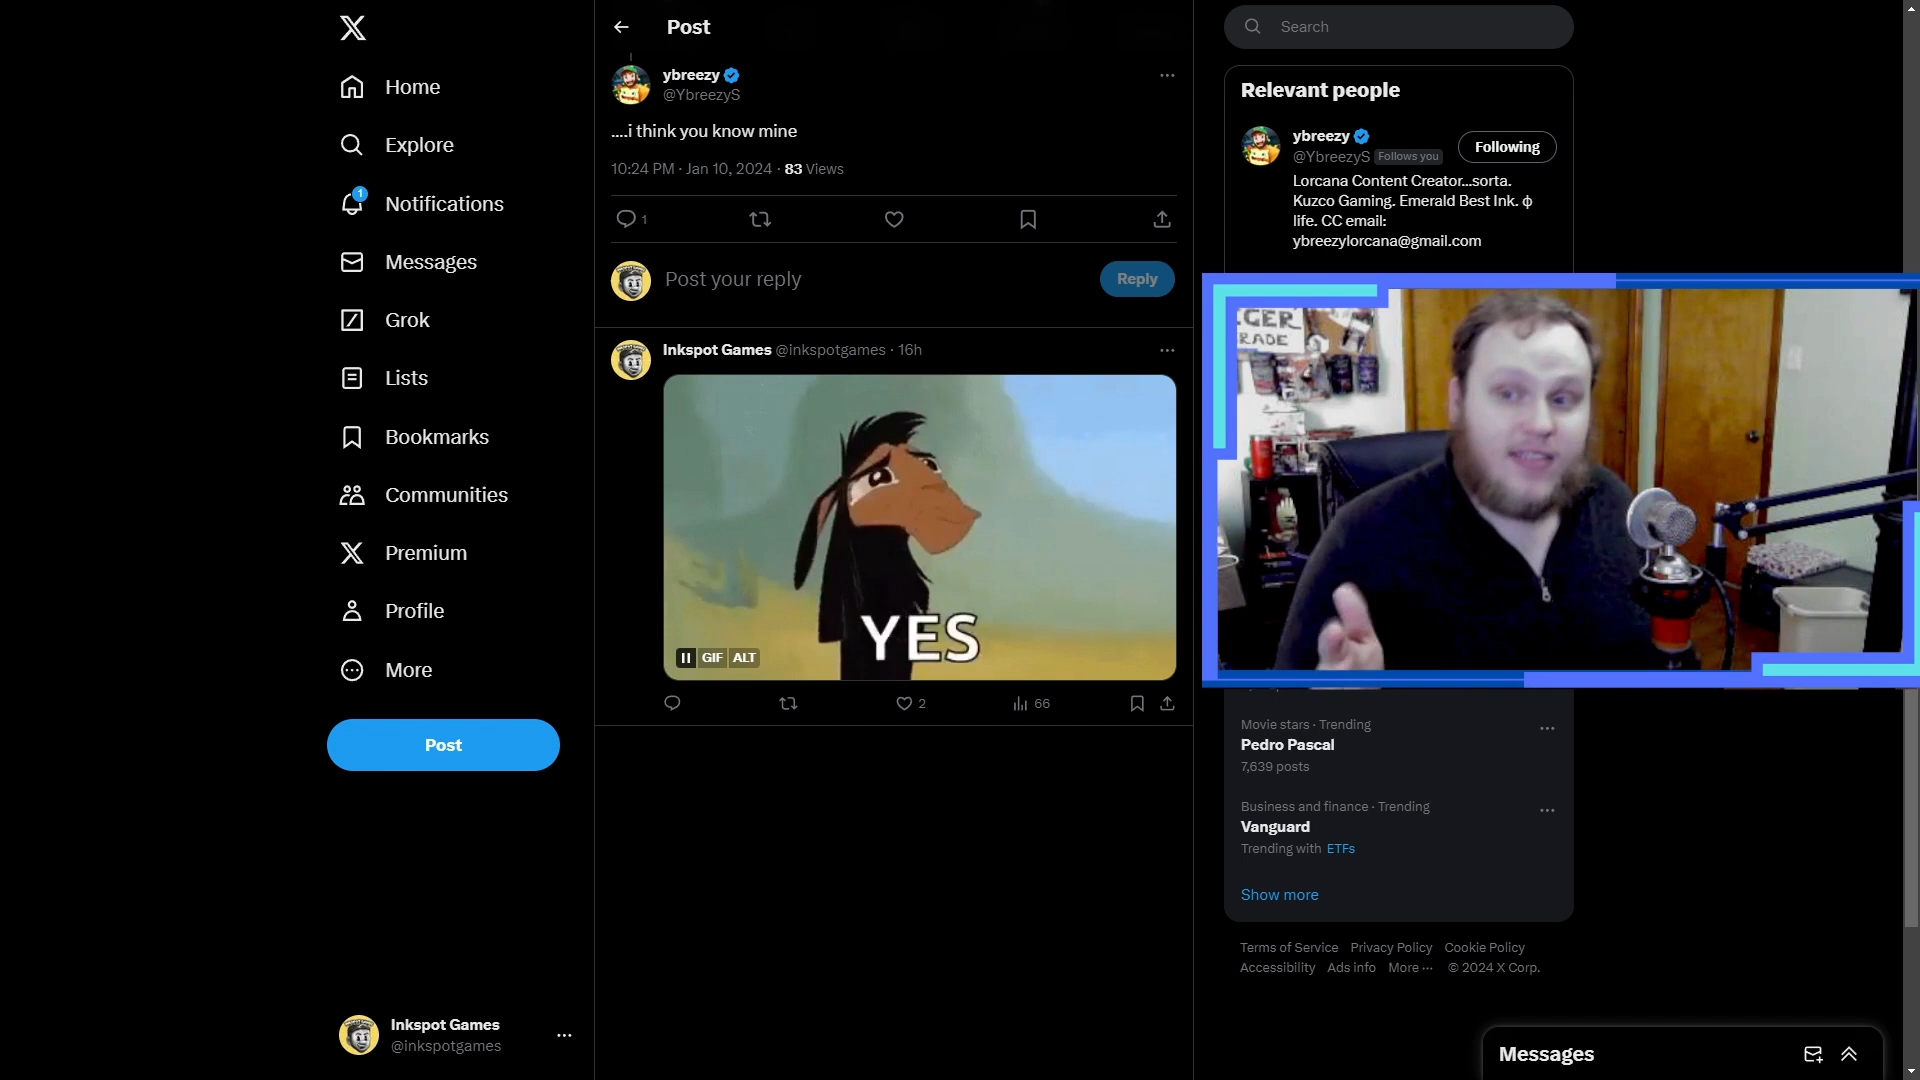 Home
Explore
1
Notifications
Messages
Grok
Lists
Bookmarks
Communities
Premium
Profile
More
Post
Inkspot Games
@inkspotgames
Post
ybreezy
@YbreezyS
....i think you know mine
10:24 PM · Jan 10, 2024 · 83 Views
1
Post your reply
Reply
Inkspot Games @inkspotgames · 16h
YES
GIF ALT
2
66
Search
Relevant people
ybreezy
Following
@YbreezyS Follows you
Lorcana Content Creator...sorta.
Kuzco Gaming. Emerald Best Ink. ϕ
life. CC email:
ybreezylorcana@gmail.com
Movie stars · Trending
Pedro Pascal
7,639 posts
Business and finance · Trending
Vanguard
Trending with ETFs
Show more
Terms of Service Privacy Policy Cookie Policy
Accessibility Ads info More ··· © 2024 X Corp.
Messages